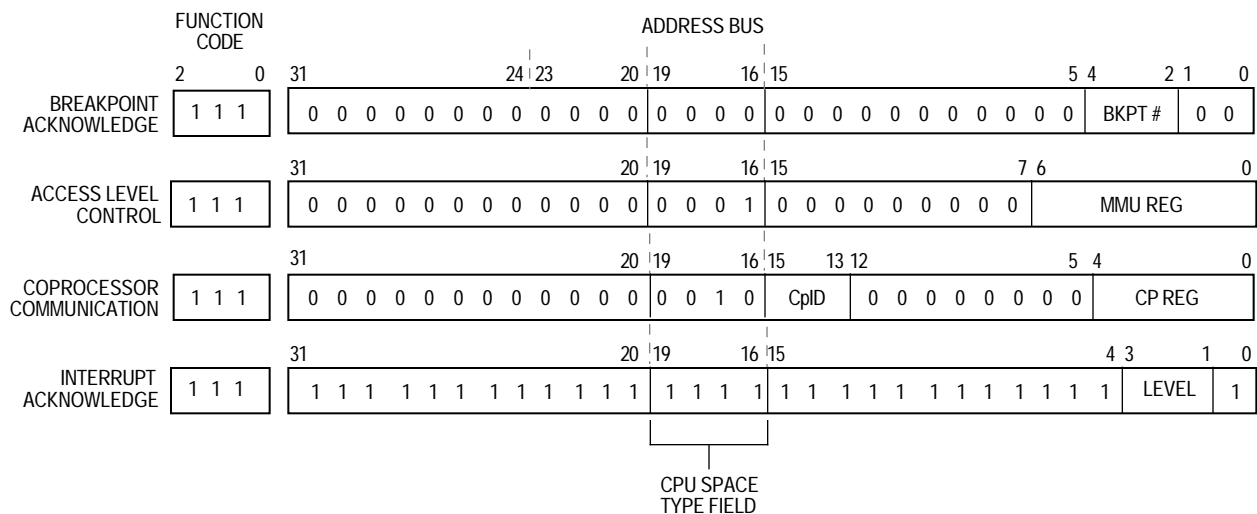 FUNCTION
CODE
ADDRESS BUS
2 0 31 24 23 20 19 16 15 5 4 2 1 0
BREAKPOINT
ACKNOWLEDGE
1 1 1 0 0 0 0 0 0 0 0 0 0 0 0 0 0 0 0 0 0 0 0 0 0 0 0 0 0 0 BKPT # 0 0
31 20 19 16 15 7 6 0
ACCESS LEVEL
CONTROL
1 1 1 0 0 0 0 0 0 0 0 0 0 0 0 0 0 0 1 0 0 0 0 0 0 0 0 0 MMU REG
31 20 19 16 15 13 12 5 4 0
COPROCESSOR
COMMUNICATION
1 1 1 0 0 0 0 0 0 0 0 0 0 0 0 0 0 1 0 CpID 0 0 0 0 0 0 0 0 CP REG
31 20 19 16 15 4 3 1 0
INTERRUPT
ACKNOWLEDGE
1 1 1 1 1 1 1 1 1 1 1 1 1 1 1 1 1 1 1 1 1 1 1 1 1 1 1 1 1 1 1 LEVEL 1
CPU SPACE
TYPE FIELD